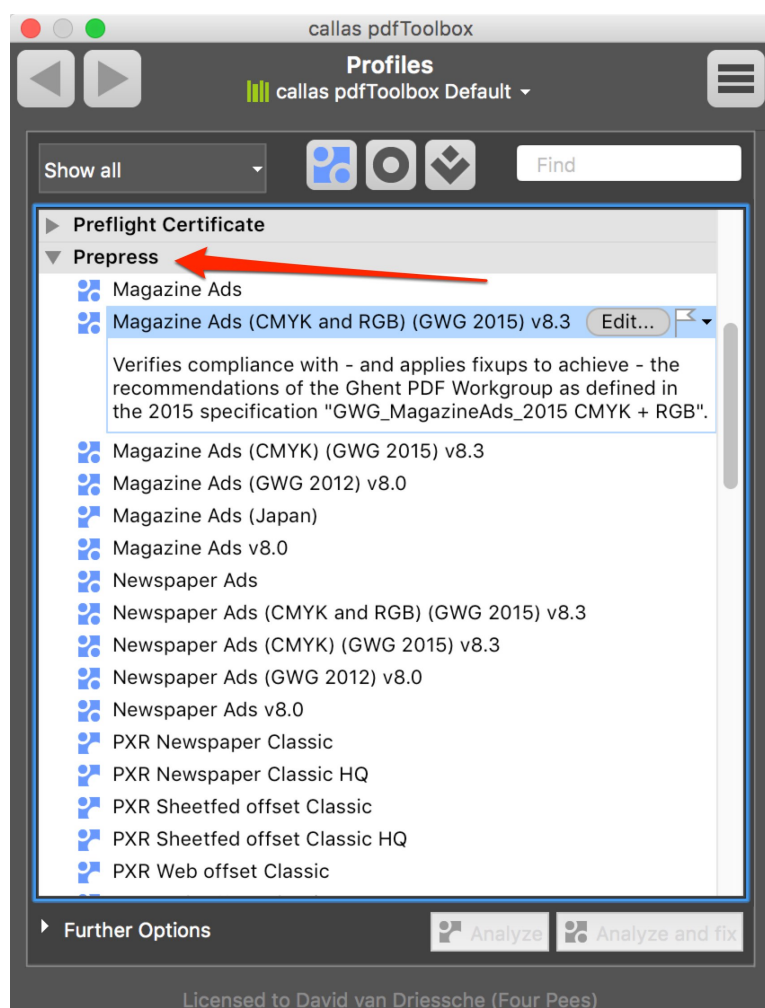 callas pdfToolbox
Profiles
callas pdfToolbox Default
Show all
Find
Preflight Certificate
Prepress
Magazine Ads
Magazine Ads (CMYK and RGB) (GWG 2015) v8.3 Edit...
Verifies compliance with - and applies fixups to achieve - the
recommendations of the Ghent PDF Workgroup as defined in
the 2015 specification "GWG_MagazineAds_2015 CMYK + RGB".
Magazine Ads (CMYK) (GWG 2015) v8.3
Magazine Ads (GWG 2012) v8.0
Magazine Ads (Japan)
Magazine Ads v8.0
Newspaper Ads
Newspaper Ads (CMYK and RGB) (GWG 2015) v8.3
Newspaper Ads (CMYK) (GWG 2015) v8.3
Newspaper Ads (GWG 2012) v8.0
Newspaper Ads v8.0
PXR Newspaper Classic
PXR Newspaper Classic HQ
PXR Sheetfed offset Classic
PXR Sheetfed offset Classic HQ
PXR Web offset Classic
Further Options
Analyze
Analyze and fix
Licensed to David van Driessche (Four Pees)